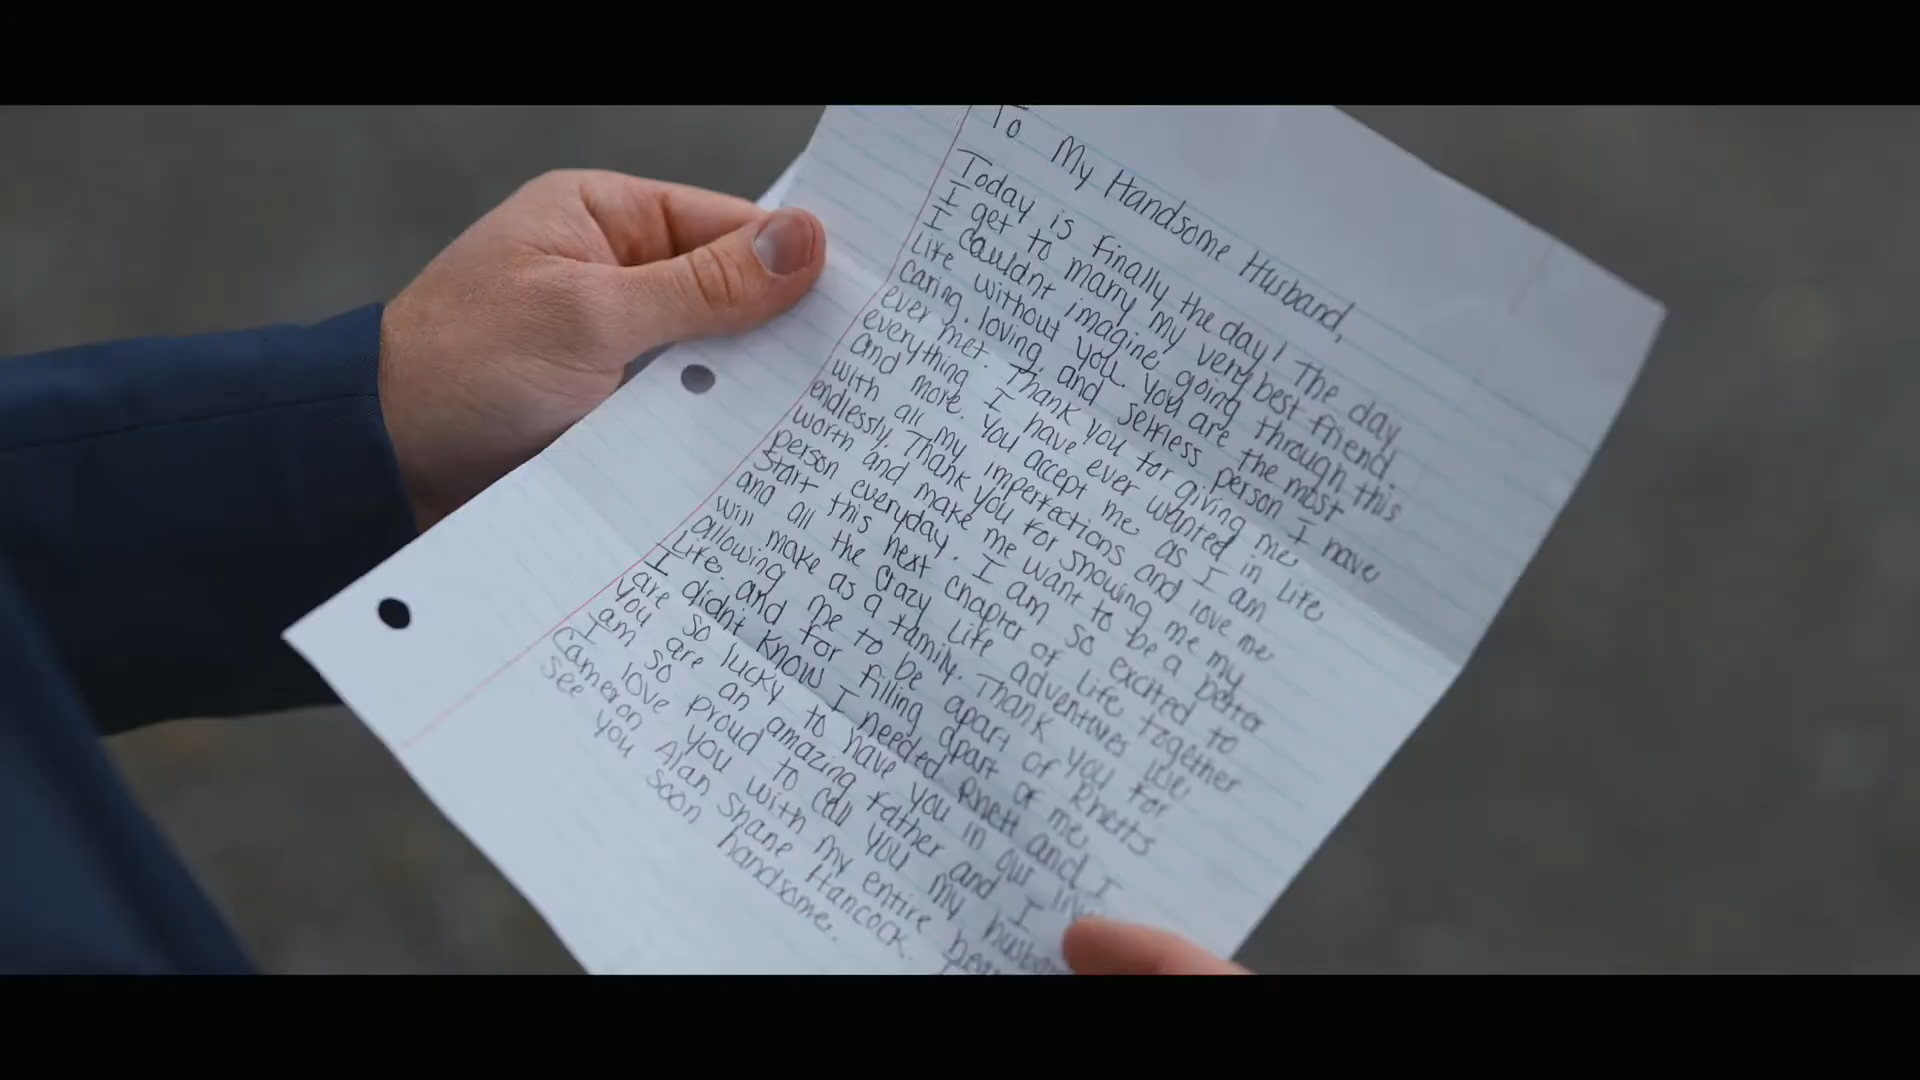 To My Handsome Husband,
Today is finally the day! The day
I get to marry my very best friend.
I couldnt imagine going through this
life without you. You are the most
caring, loving, and selfless person I have
ever met. Thank you for giving me
everything I have ever wanted in life
and more. You accept me as I am
with all my imperfections and love me
endlessly. Thank you for showing me my
worth and make me want to be a better
person everyday. I am so excited to
start this next chapter of life together
and all the crazy life adventures we
will make as a family. Thank you for
allowing me to be apart of Rhetts
Life, and for filling apart of me
I didnt know I needed. Rhett and I
are so lucky to have you in our
you are an amazing father and I
am so proud to call you my
I love you with my entire
Cameron Alan Shane Hancock.
see you soon handsome.